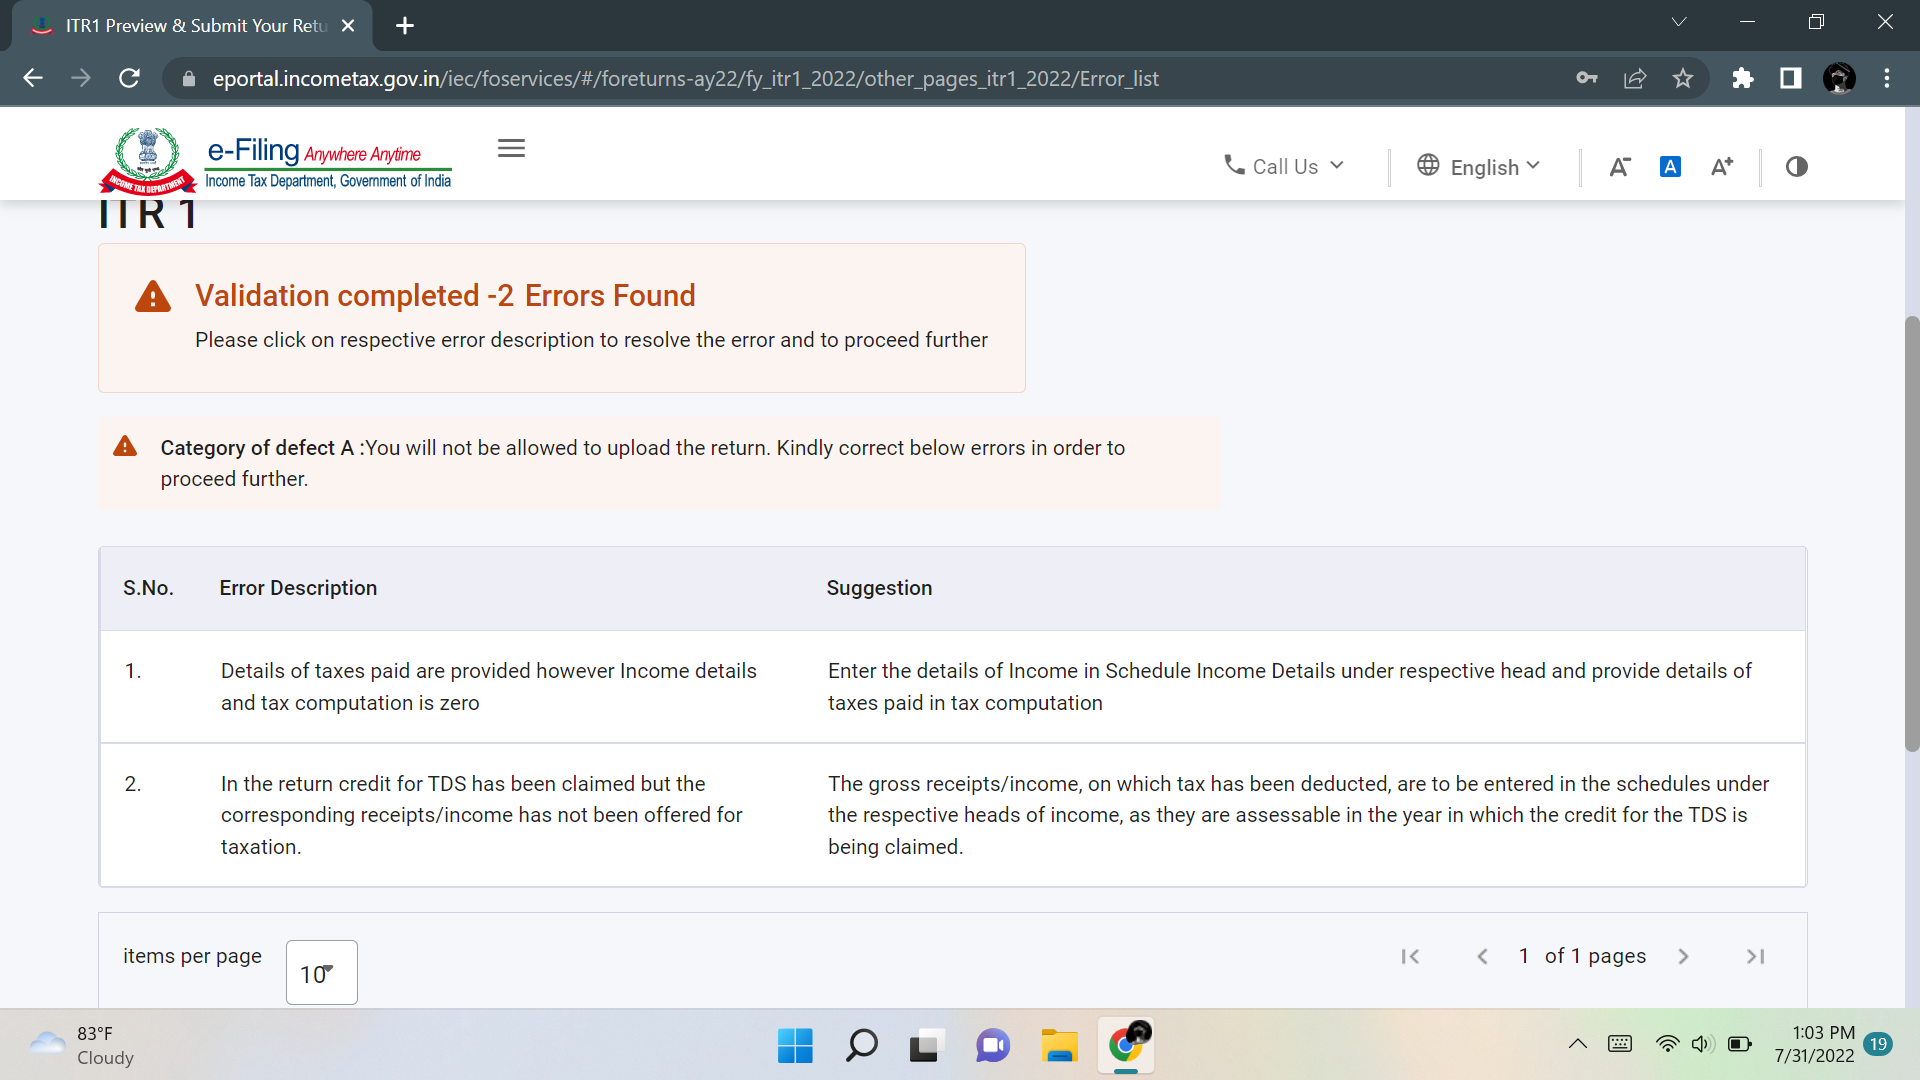 ITR1 Preview & Submit Your Retu
eportal.incometax.gov.in/iec/foservices/#/foreturns-ay22/fy_itr1_2022/other_pages_itr1_2022/Error_list
e-Filing Anywhere Anytime
Income Tax Department, Government of India
INCOME TAX DEPARTMENT
Call Us
English
A-
A
A+
ITR 1
Validation completed -2 Errors Found
Please click on respective error description to resolve the error and to proceed further
Category of defect A :You will not be allowed to upload the return. Kindly correct below errors in order to
proceed further.
S.No. Error Description Suggestion
1. Details of taxes paid are provided however Income details Enter the details of Income in Schedule Income Details under respective head and provide details of
and tax computation is zero taxes paid in tax computation
2. In the return credit for TDS has been claimed but the The gross receipts/income, on which tax has been deducted, are to be entered in the schedules under
corresponding receipts/income has not been offered for the respective heads of income, as they are assessable in the year in which the credit for the TDS is
taxation. being claimed.
items per page 10 1 of 1 pages
83°F
Cloudy
1:03 PM
7/31/2022
19